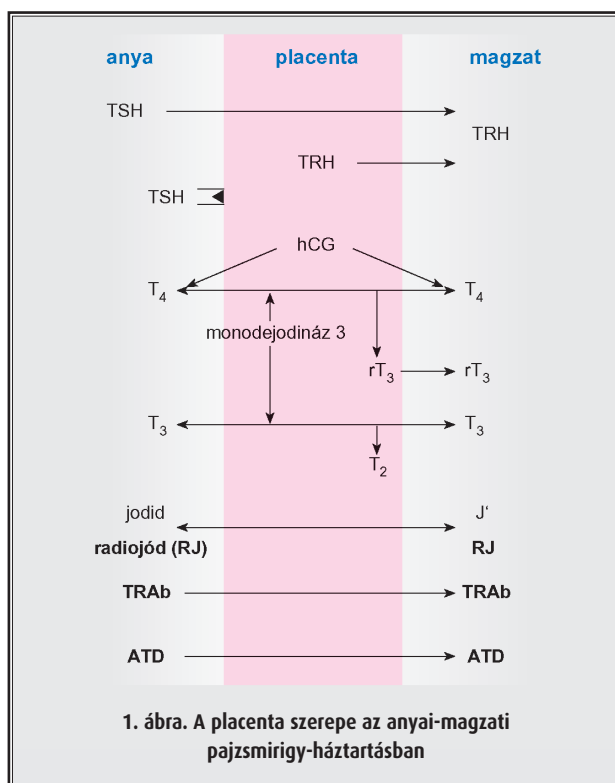 anya placenta magzat
TSH
TRH
TRH
TSH
hCG
T4 T4
monodejodináz 3
rT3 rT3
T3 T3
T2
jodid J‘
radiojód (RJ) RJ
TRAb TRAb
ATD ATD
1. ábra. A placenta szerepe az anyai-magzati
pajzsmirigy-háztartásban